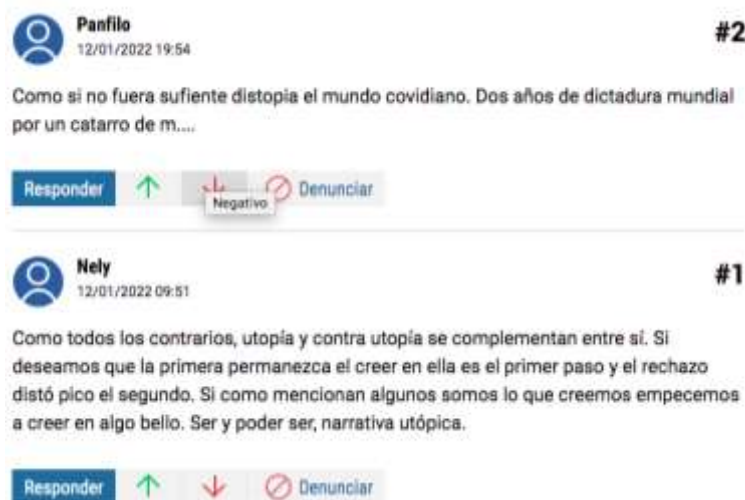 Panfilo
#2
12/01/2022 19:54
Como si no fuera sufiente distopia el mundo covidiano. Dos años de dictadura mundial
por un catarro de m....
Responder
Negativo
Denunciar
Nely
#1
12/01/2022 09:51
Como todos los contrarios, utopía y contra utopía se complementan entre sí. Si
deseamos que la primera permanezca el creer en ella es el primer paso y el rechazo
distó pico el segundo. Si como mencionan algunos somos lo que creemos empecemos
a creer en algo bello. Ser y poder ser, narrativa utópica.
Responder
Denunciar